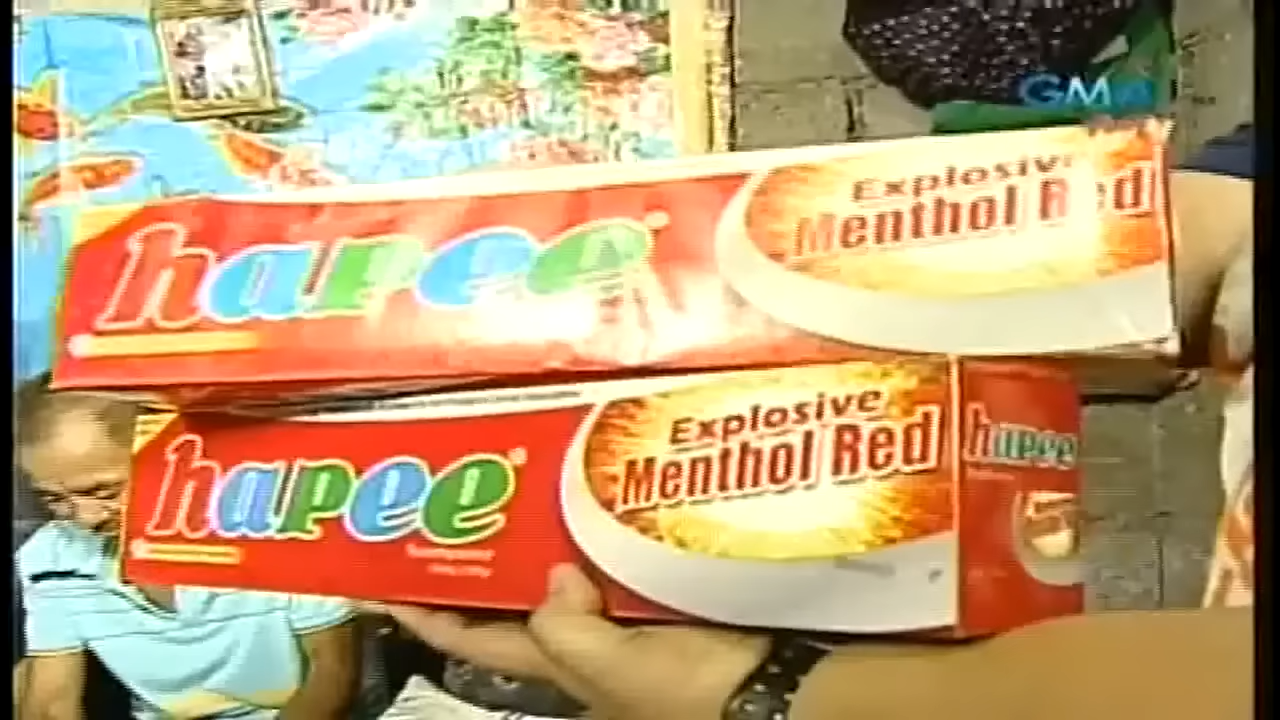 GMA
hapee
Explosive
Menthol Red
hapee
Explosive
Menthol Red
hapee